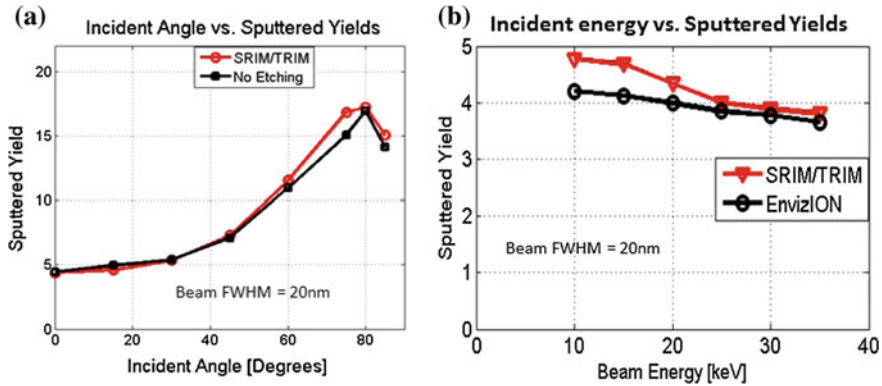 (a)
Incident Angle vs. Sputtered Yields
SRIM/TRIM
No Etching
20
15
10
5
0
Sputtered Yield
Beam FWHM = 20nm
0 20 40 60 80
Incident Angle [Degrees]
(b)
Incident energy vs. Sputtered Yields
5
4
3
2
1
0
Sputtered Yield
SRIM/TRIM
EnvizION
Beam FWHM = 20nm
0 10 20 30 40
Beam Energy [keV]